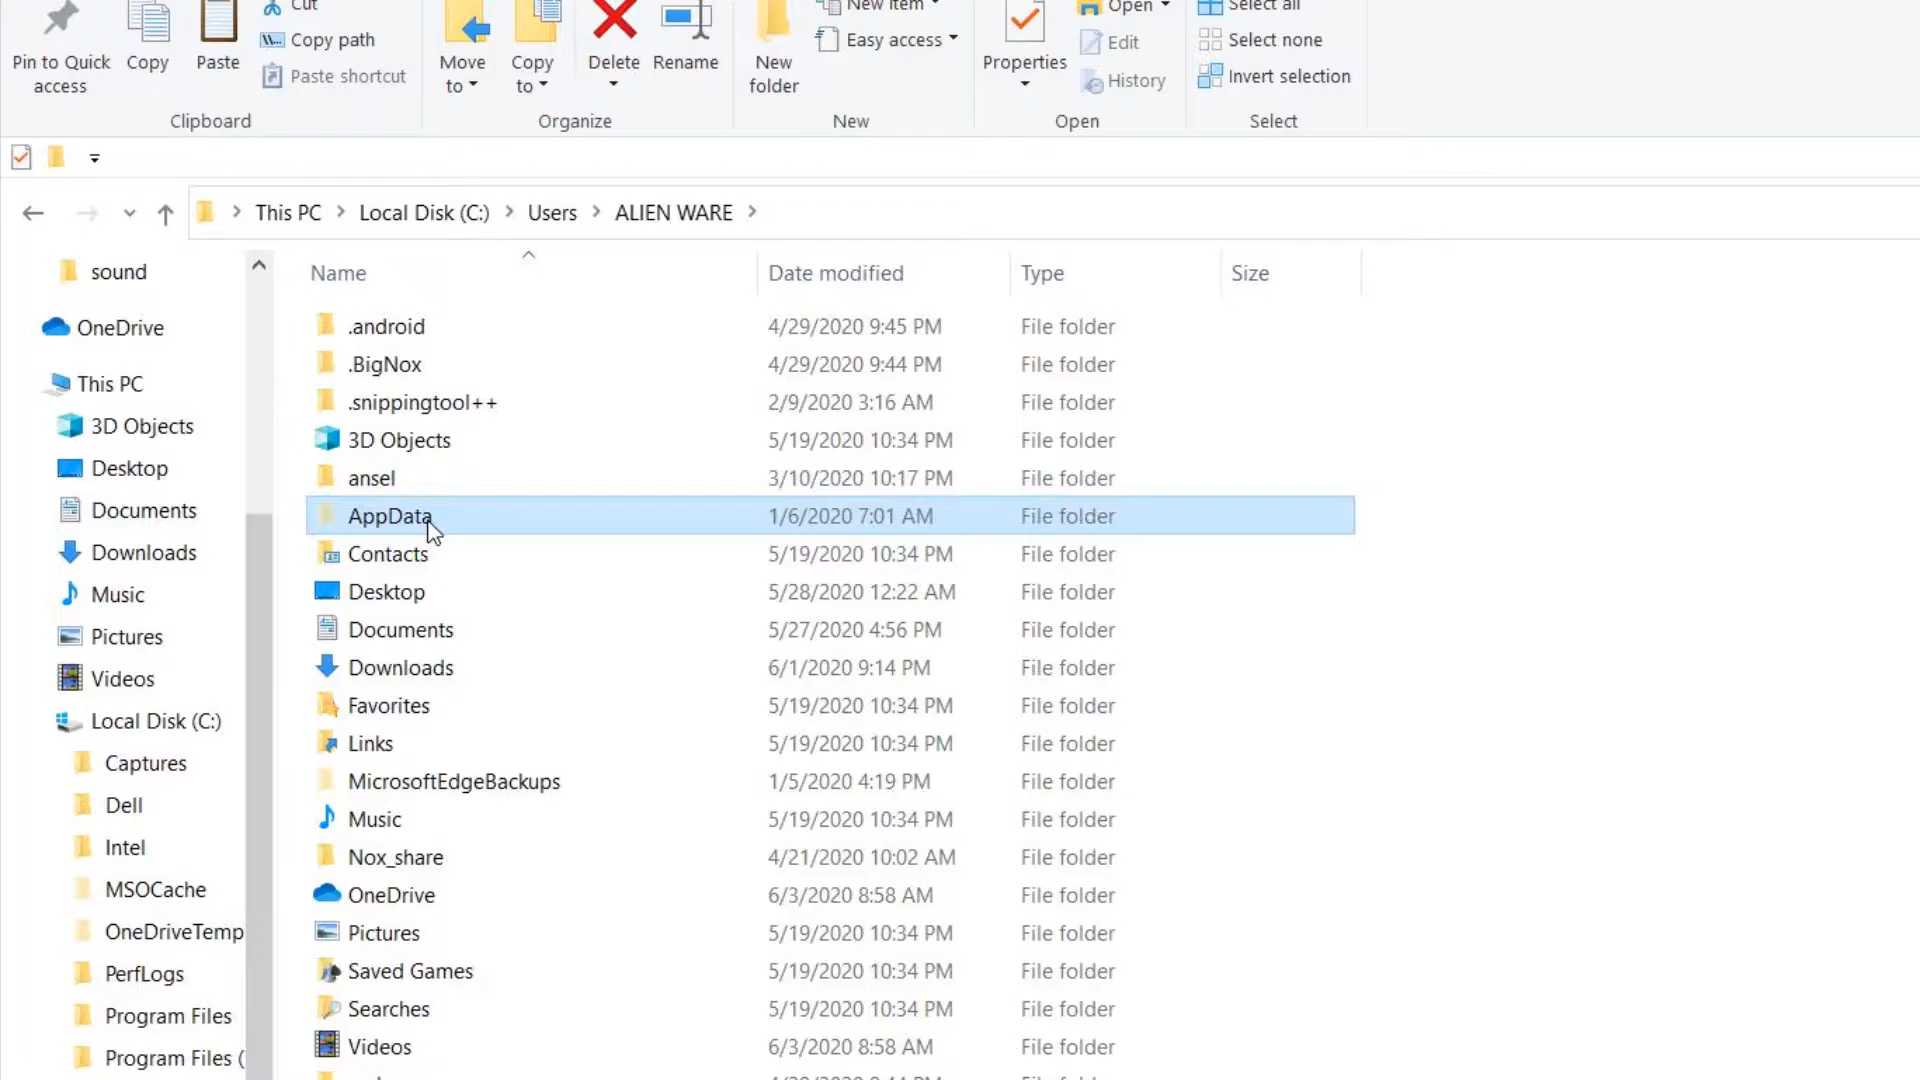 Cut
New item
Open
Select all
Pin to Quick access
Copy
Paste
Copy path
Paste shortcut
Move to
Copy to
Delete
Rename
New folder
Easy access
Properties
Edit
History
Select none
Invert selection
Clipboard
Organize
New
Open
Select
This PC > Local Disk (C:) > Users > ALIEN WARE >
sound
OneDrive
This PC
3D Objects
Desktop
Documents
Downloads
Music
Pictures
Videos
Local Disk (C:)
Captures
Dell
Intel
MSOCache
OneDriveTemp
PerfLogs
Program Files
Program Files (
Name Date modified Type Size
.android 4/29/2020 9:45 PM File folder
.BigNox 4/29/2020 9:44 PM File folder
.snippingtool++ 2/9/2020 3:16 AM File folder
3D Objects 5/19/2020 10:34 PM File folder
ansel 3/10/2020 10:17 PM File folder
AppData 1/6/2020 7:01 AM File folder
Contacts 5/19/2020 10:34 PM File folder
Desktop 5/28/2020 12:22 AM File folder
Documents 5/27/2020 4:56 PM File folder
Downloads 6/1/2020 9:14 PM File folder
Favorites 5/19/2020 10:34 PM File folder
Links 5/19/2020 10:34 PM File folder
MicrosoftEdgeBackups 1/5/2020 4:19 PM File folder
Music 5/19/2020 10:34 PM File folder
Nox_share 4/21/2020 10:02 AM File folder
OneDrive 6/3/2020 8:58 AM File folder
Pictures 5/19/2020 10:34 PM File folder
Saved Games 5/19/2020 10:34 PM File folder
Searches 5/19/2020 10:34 PM File folder
Videos 6/3/2020 8:58 AM File folder